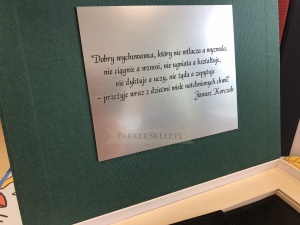 "Dobry wychowawca, który nie wtłacza a wyzwala,
nie ciągnie a wznosi, nie ugniata a kształtuje,
nie dyktuje a uczy, nie żąda a zapytuje
- przeżyje wraz z dziećmi wiele natchnionych chwil"
Janusz Korczak
PARKERSKLEP.PL